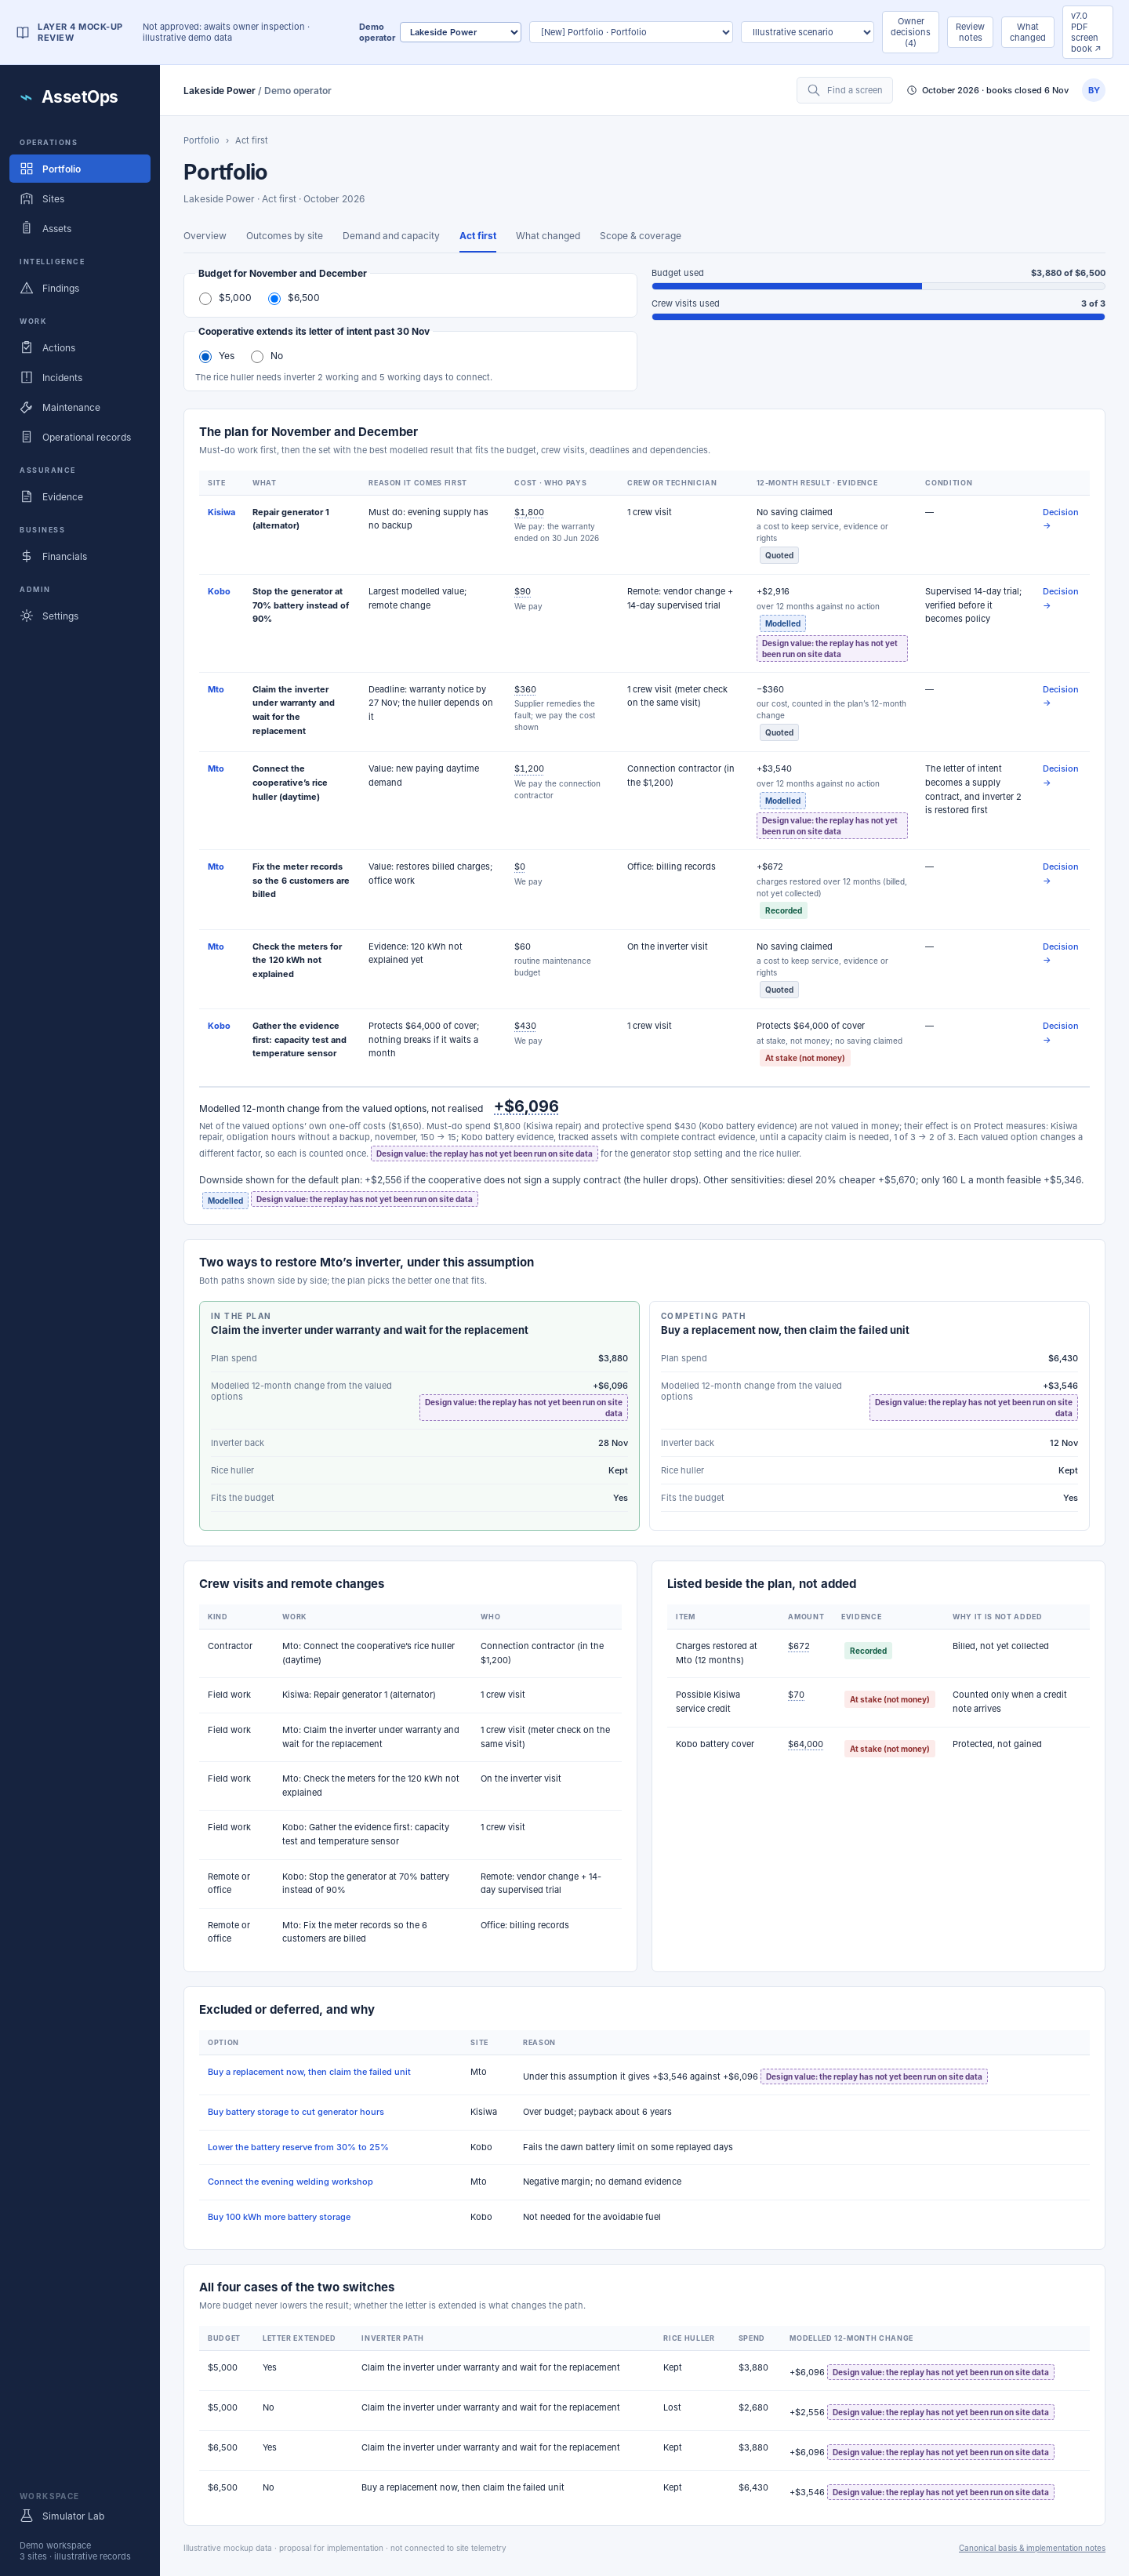 LAYER 4 MOCK-UP REVIEW
Not approved: awaits owner inspection · illustrative demo data
Demo operator
Lakeside Power
[New] Portfolio · Portfolio
Illustrative scenario
Owner decisions (4)
Review notes
What changed
v7.0 PDF screen book ↗
AssetOps
OPERATIONS
Portfolio
Sites
Assets
INTELLIGENCE
Findings
WORK
Actions
Incidents
Maintenance
Operational records
ASSURANCE
Evidence
BUSINESS
Financials
ADMIN
Settings
WORKSPACE
Simulator Lab
Demo workspace
3 sites · illustrative records
Lakeside Power / Demo operator
Find a screen
October 2026 · books closed 6 Nov
BY
Portfolio › Act first
Portfolio
Lakeside Power · Act first · October 2026
Overview
Outcomes by site
Demand and capacity
Act first
What changed
Scope & coverage
Budget for November and December
$5,000
$6,500
Cooperative extends its letter of intent past 30 Nov
Yes
No
The rice huller needs inverter 2 working and 5 working days to connect.
Budget used $3,880 of $6,500
Crew visits used 3 of 3
The plan for November and December
Must-do work first, then the set with the best modelled result that fits the budget, crew visits, deadlines and dependencies.
SITE WHAT REASON IT COMES FIRST COST · WHO PAYS CREW OR TECHNICIAN 12-MONTH RESULT · EVIDENCE CONDITION
Kisiwa
Repair generator 1 (alternator)
Must do: evening supply has no backup
$1,800
We pay: the warranty ended on 30 Jun 2026
1 crew visit
No saving claimed
a cost to keep service, evidence or rights
Quoted
—
Decision →
Kobo
Stop the generator at 70% battery instead of 90%
Largest modelled value; remote change
$90
We pay
Remote: vendor change + 14-day supervised trial
+$2,916
over 12 months against no action
Modelled
Design value: the replay has not yet been run on site data
Supervised 14-day trial; verified before it becomes policy
Decision →
Mto
Claim the inverter under warranty and wait for the replacement
Deadline: warranty notice by 27 Nov; the huller depends on it
$360
Supplier remedies the fault; we pay the cost shown
1 crew visit (meter check on the same visit)
−$360
our cost, counted in the plan's 12-month change
Quoted
—
Decision →
Mto
Connect the cooperative's rice huller (daytime)
Value: new paying daytime demand
$1,200
We pay the connection contractor
Connection contractor (in the $1,200)
+$3,540
over 12 months against no action
Modelled
Design value: the replay has not yet been run on site data
The letter of intent becomes a supply contract, and inverter 2 is restored first
Decision →
Mto
Fix the meter records so the 6 customers are billed
Value: restores billed charges; office work
$0
We pay
Office: billing records
+$672
charges restored over 12 months (billed, not yet collected)
Recorded
—
Decision →
Mto
Check the meters for the 120 kWh not explained
Evidence: 120 kWh not explained yet
$60
routine maintenance budget
On the inverter visit
No saving claimed
a cost to keep service, evidence or rights
Quoted
—
Decision →
Kobo
Gather the evidence first: capacity test and temperature sensor
Protects $64,000 of cover; nothing breaks if it waits a month
$430
We pay
1 crew visit
Protects $64,000 of cover
at stake, not money; no saving claimed
At stake (not money)
—
Decision →
Modelled 12-month change from the valued options, not realised +$6,096
Net of the valued options' own one-off costs ($1,650). Must-do spend $1,800 (Kisiwa repair) and protective spend $430 (Kobo battery evidence) are not valued in money; their effect is on Protect measures: Kisiwa
repair, obligation hours without a backup, november, 150 → 15; Kobo battery evidence, tracked assets with complete contract evidence, until a capacity claim is needed, 1 of 3 → 2 of 3. Each valued option changes a
different factor, so each is counted once. Design value: the replay has not yet been run on site data for the generator stop setting and the rice huller.
Downside shown for the default plan: +$2,556 if the cooperative does not sign a supply contract (the huller drops). Other sensitivities: diesel 20% cheaper +$5,670; only 160 L a month feasible +$5,346.
Modelled Design value: the replay has not yet been run on site data
Two ways to restore Mto's inverter, under this assumption
Both paths shown side by side; the plan picks the better one that fits.
IN THE PLAN
Claim the inverter under warranty and wait for the replacement
Plan spend $3,880
Modelled 12-month change from the valued options +$6,096
Design value: the replay has not yet been run on site data
Inverter back 28 Nov
Rice huller Kept
Fits the budget Yes
COMPETING PATH
Buy a replacement now, then claim the failed unit
Plan spend $6,430
Modelled 12-month change from the valued options +$3,546
Design value: the replay has not yet been run on site data
Inverter back 12 Nov
Rice huller Kept
Fits the budget Yes
Crew visits and remote changes
KIND WORK WHO
Contractor
Mto: Connect the cooperative's rice huller (daytime)
Connection contractor (in the $1,200)
Field work
Kisiwa: Repair generator 1 (alternator)
1 crew visit
Field work
Mto: Claim the inverter under warranty and wait for the replacement
1 crew visit (meter check on the same visit)
Field work
Mto: Check the meters for the 120 kWh not explained
On the inverter visit
Field work
Kobo: Gather the evidence first: capacity test and temperature sensor
1 crew visit
Remote or office
Kobo: Stop the generator at 70% battery instead of 90%
Remote: vendor change + 14-day supervised trial
Remote or office
Mto: Fix the meter records so the 6 customers are billed
Office: billing records
Listed beside the plan, not added
ITEM AMOUNT EVIDENCE WHY IT IS NOT ADDED
Charges restored at Mto (12 months)
$672
Recorded
Billed, not yet collected
Possible Kisiwa service credit
$70
At stake (not money)
Counted only when a credit note arrives
Kobo battery cover
$64,000
At stake (not money)
Protected, not gained
Excluded or deferred, and why
OPTION SITE REASON
Buy a replacement now, then claim the failed unit Mto Under this assumption it gives +$3,546 against +$6,096 Design value: the replay has not yet been run on site data
Buy battery storage to cut generator hours Kisiwa Over budget; payback about 6 years
Lower the battery reserve from 30% to 25% Kobo Fails the dawn battery limit on some replayed days
Connect the evening welding workshop Mto Negative margin; no demand evidence
Buy 100 kWh more battery storage Kobo Not needed for the avoidable fuel
All four cases of the two switches
More budget never lowers the result; whether the letter is extended is what changes the path.
BUDGET LETTER EXTENDED INVERTER PATH RICE HULLER SPEND MODELLED 12-MONTH CHANGE
$5,000 Yes Claim the inverter under warranty and wait for the replacement Kept $3,880 +$6,096 Design value: the replay has not yet been run on site data
$5,000 No Claim the inverter under warranty and wait for the replacement Lost $2,680 +$2,556 Design value: the replay has not yet been run on site data
$6,500 Yes Claim the inverter under warranty and wait for the replacement Kept $3,880 +$6,096 Design value: the replay has not yet been run on site data
$6,500 No Buy a replacement now, then claim the failed unit Kept $6,430 +$3,546 Design value: the replay has not yet been run on site data
Illustrative mockup data · proposal for implementation · not connected to site telemetry
Canonical basis & implementation notes